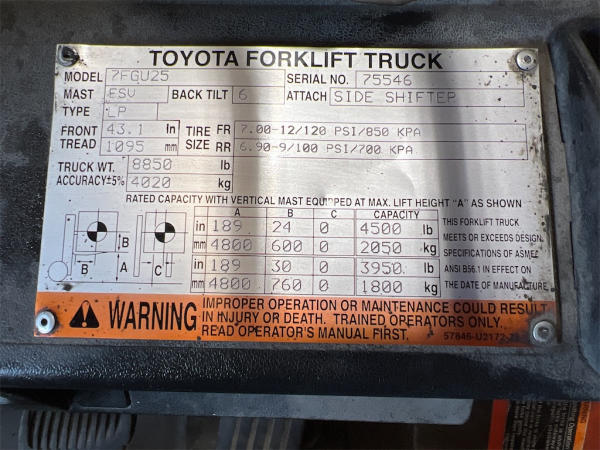 TOYOTA FORKLIFT TRUCK
MODEL 7FGU25 SERIAL NO. 75546
MAST FSV BACK TILT 6 ATTACH SIDE SHIFTER
TYPE LP
FRONT 43.1 In TIRE FR 7.00-12/120 PSI/850 KPA
TREAD 1095 mm SIZE RR 6.90-9/100 PSI/700 KPA
TRUCK WT. 8850 lb
ACCURACY±5% 4020 kg
RATED CAPACITY WITH VERTICAL MAST EQUIPPED AT MAX. LIFT HEIGHT "A" AS SHOWN
A B C CAPACITY
in 189 24 0 4500 lb
mm 4800 600 0 2050 kg
in 189 30 0 3950 lb
mm 4800 760 0 1800 kg
B B A C
THIS FORKLIFT TRUCK
MEETS OR EXCEEDS DESIGN
SPECIFICATIONS OF ASME/
ANSI B56.1 IN EFFECT ON
THE DATE OF MANUFACTURE
WARNING
IMPROPER OPERATION OR MAINTENANCE COULD RESULT
IN INJURY OR DEATH. TRAINED OPERATORS ONLY.
READ OPERATOR'S MANUAL FIRST.
57846-U2172-71